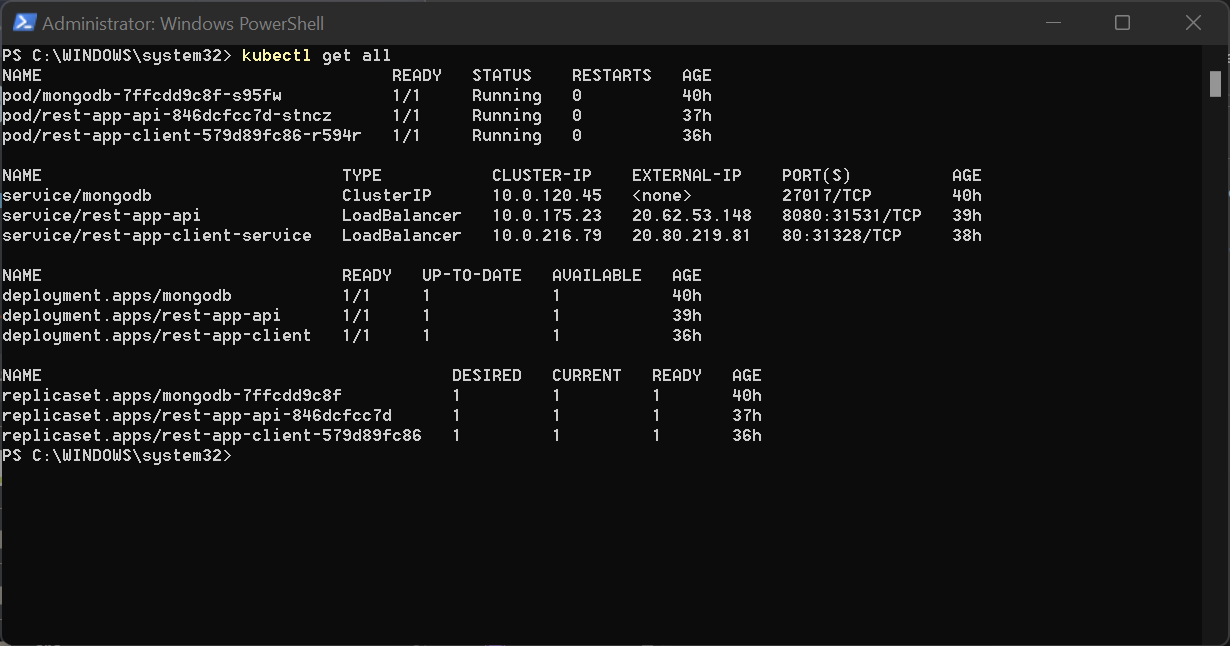 Administrator: Windows PowerShell
PS C:\WINDOWS\system32> kubectl get all
NAME READY STATUS RESTARTS AGE
pod/mongodb-7ffcdd9c8f-s95fw 1/1 Running 0 40h
pod/rest-app-api-846dcfcc7d-stncz 1/1 Running 0 37h
pod/rest-app-client-579d89fc86-r594r 1/1 Running 0 36h
NAME TYPE CLUSTER-IP EXTERNAL-IP PORT(S) AGE
service/mongodb ClusterIP 10.0.120.45 <none> 27017/TCP 40h
service/rest-app-api LoadBalancer 10.0.175.23 20.62.53.148 8080:31531/TCP 39h
service/rest-app-client-service LoadBalancer 10.0.216.79 20.80.219.81 80:31328/TCP 38h
NAME READY UP-TO-DATE AVAILABLE AGE
deployment.apps/mongodb 1/1 1 1 40h
deployment.apps/rest-app-api 1/1 1 1 39h
deployment.apps/rest-app-client 1/1 1 1 36h
NAME DESIRED CURRENT READY AGE
replicaset.apps/mongodb-7ffcdd9c8f 1 1 1 40h
replicaset.apps/rest-app-api-846dcfcc7d 1 1 1 37h
replicaset.apps/rest-app-client-579d89fc86 1 1 1 36h
PS C:\WINDOWS\system32>